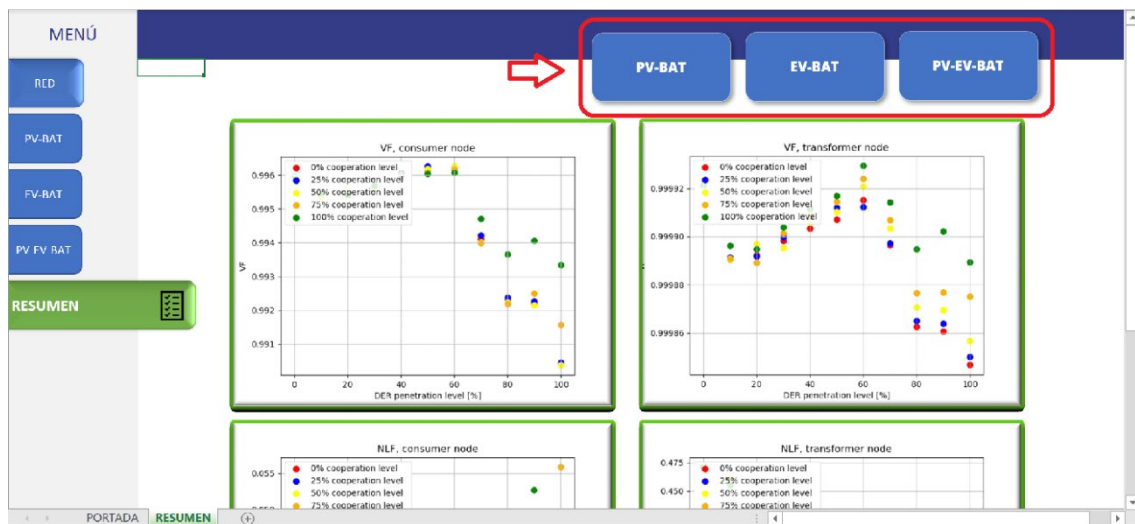 MENÚ
RED
PV-BAT
EV-BAT
PV-EV-BAT
RESUMEN
PV-BAT
EV-BAT
PV-EV-BAT
VF, consumer node
0% cooperation level
25% cooperation level
50% cooperation level
75% cooperation level
100% cooperation level
0.996
0.995
0.994
0.993
0.992
0.991
VF
0 20 40 60 80 100
DER penetration level [%]
VF, transformer node
0% cooperation level
25% cooperation level
50% cooperation level
75% cooperation level
100% cooperation level
0.99992
0.99990
0.99988
0.99986
0 20 40 60 80 100
DER penetration level [%]
NLF, consumer node
0% cooperation level
25% cooperation level
50% cooperation level
75% cooperation level
0.055
NLF, transformer node
0% cooperation level
25% cooperation level
50% cooperation level
75% cooperation level
0.475
0.450
PORTADA RESUMEN